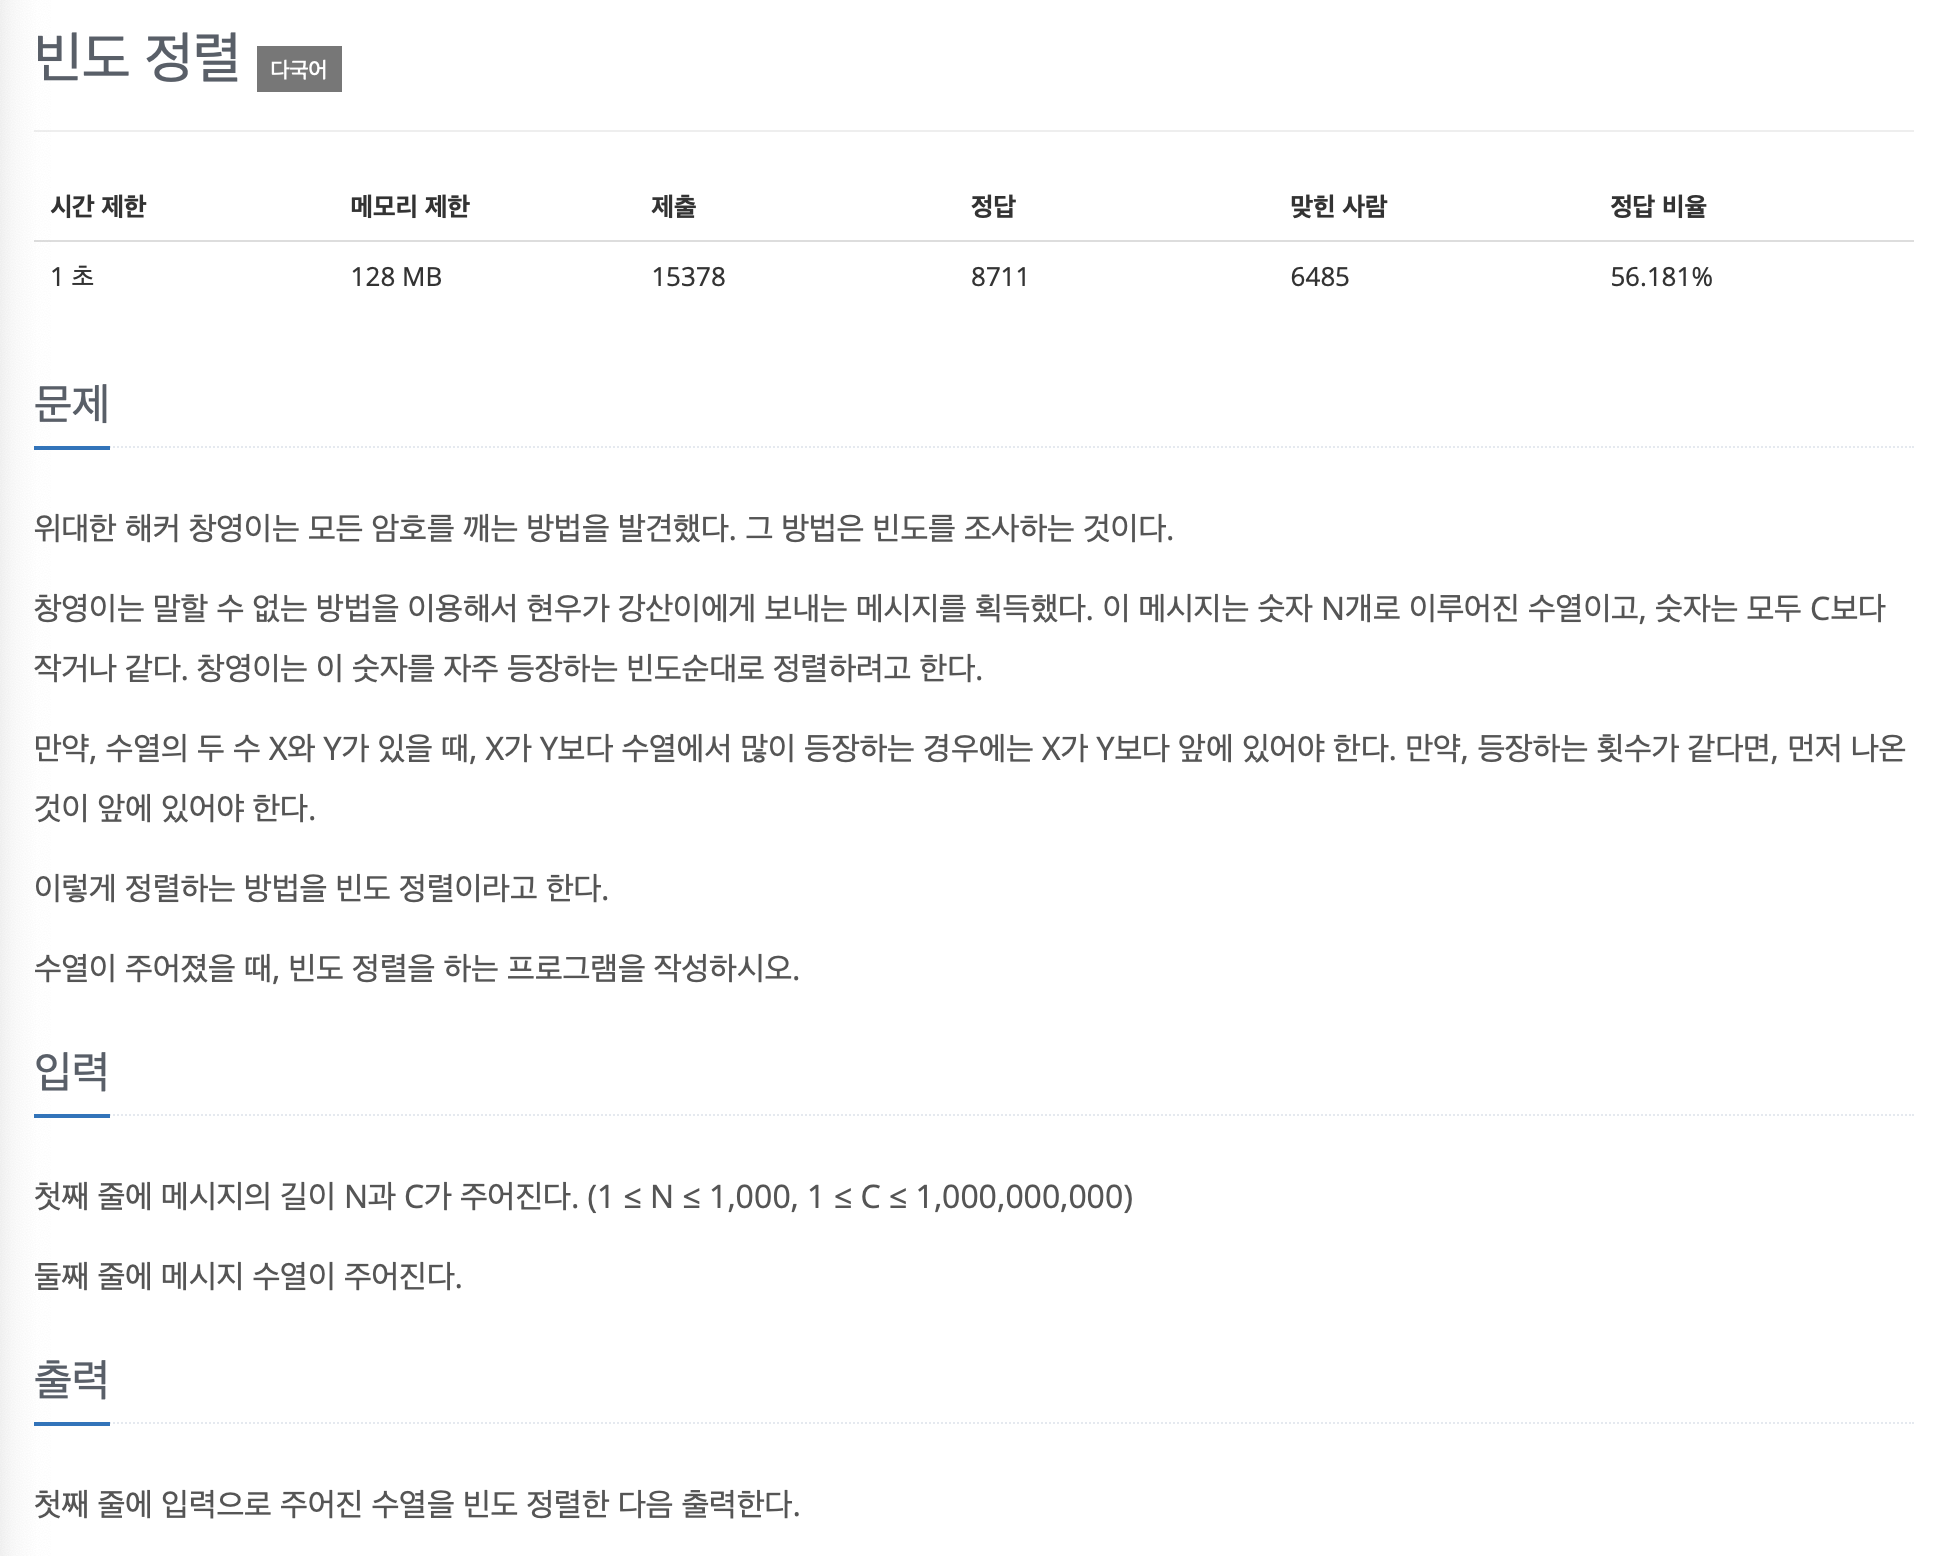 빈도 정렬 다국어
시간 제한 메모리 제한 제출 정답 맞힌 사람 정답 비율
1 초 128 MB 15378 8711 6485 56.181%
문제
위대한 해커 창영이는 모든 암호를 깨는 방법을 발견했다. 그 방법은 빈도를 조사하는 것이다.
창영이는 말할 수 없는 방법을 이용해서 현우가 강산이에게 보내는 메시지를 획득했다. 이 메시지는 숫자 N개로 이루어진 수열이고, 숫자는 모두 C보다
작거나 같다. 창영이는 이 숫자를 자주 등장하는 빈도순대로 정렬하려고 한다.
만약, 수열의 두 수 X와 Y가 있을 때, X가 Y보다 수열에서 많이 등장하는 경우에는 X가 Y보다 앞에 있어야 한다. 만약, 등장하는 횟수가 같다면, 먼저 나온
것이 앞에 있어야 한다.
이렇게 정렬하는 방법을 빈도 정렬이라고 한다.
수열이 주어졌을 때, 빈도 정렬을 하는 프로그램을 작성하시오.
입력
첫째 줄에 메시지의 길이 N과 C가 주어진다. (1 ≤ N ≤ 1,000, 1 ≤ C ≤ 1,000,000,000)
둘째 줄에 메시지 수열이 주어진다.
출력
첫째 줄에 입력으로 주어진 수열을 빈도 정렬한 다음 출력한다.